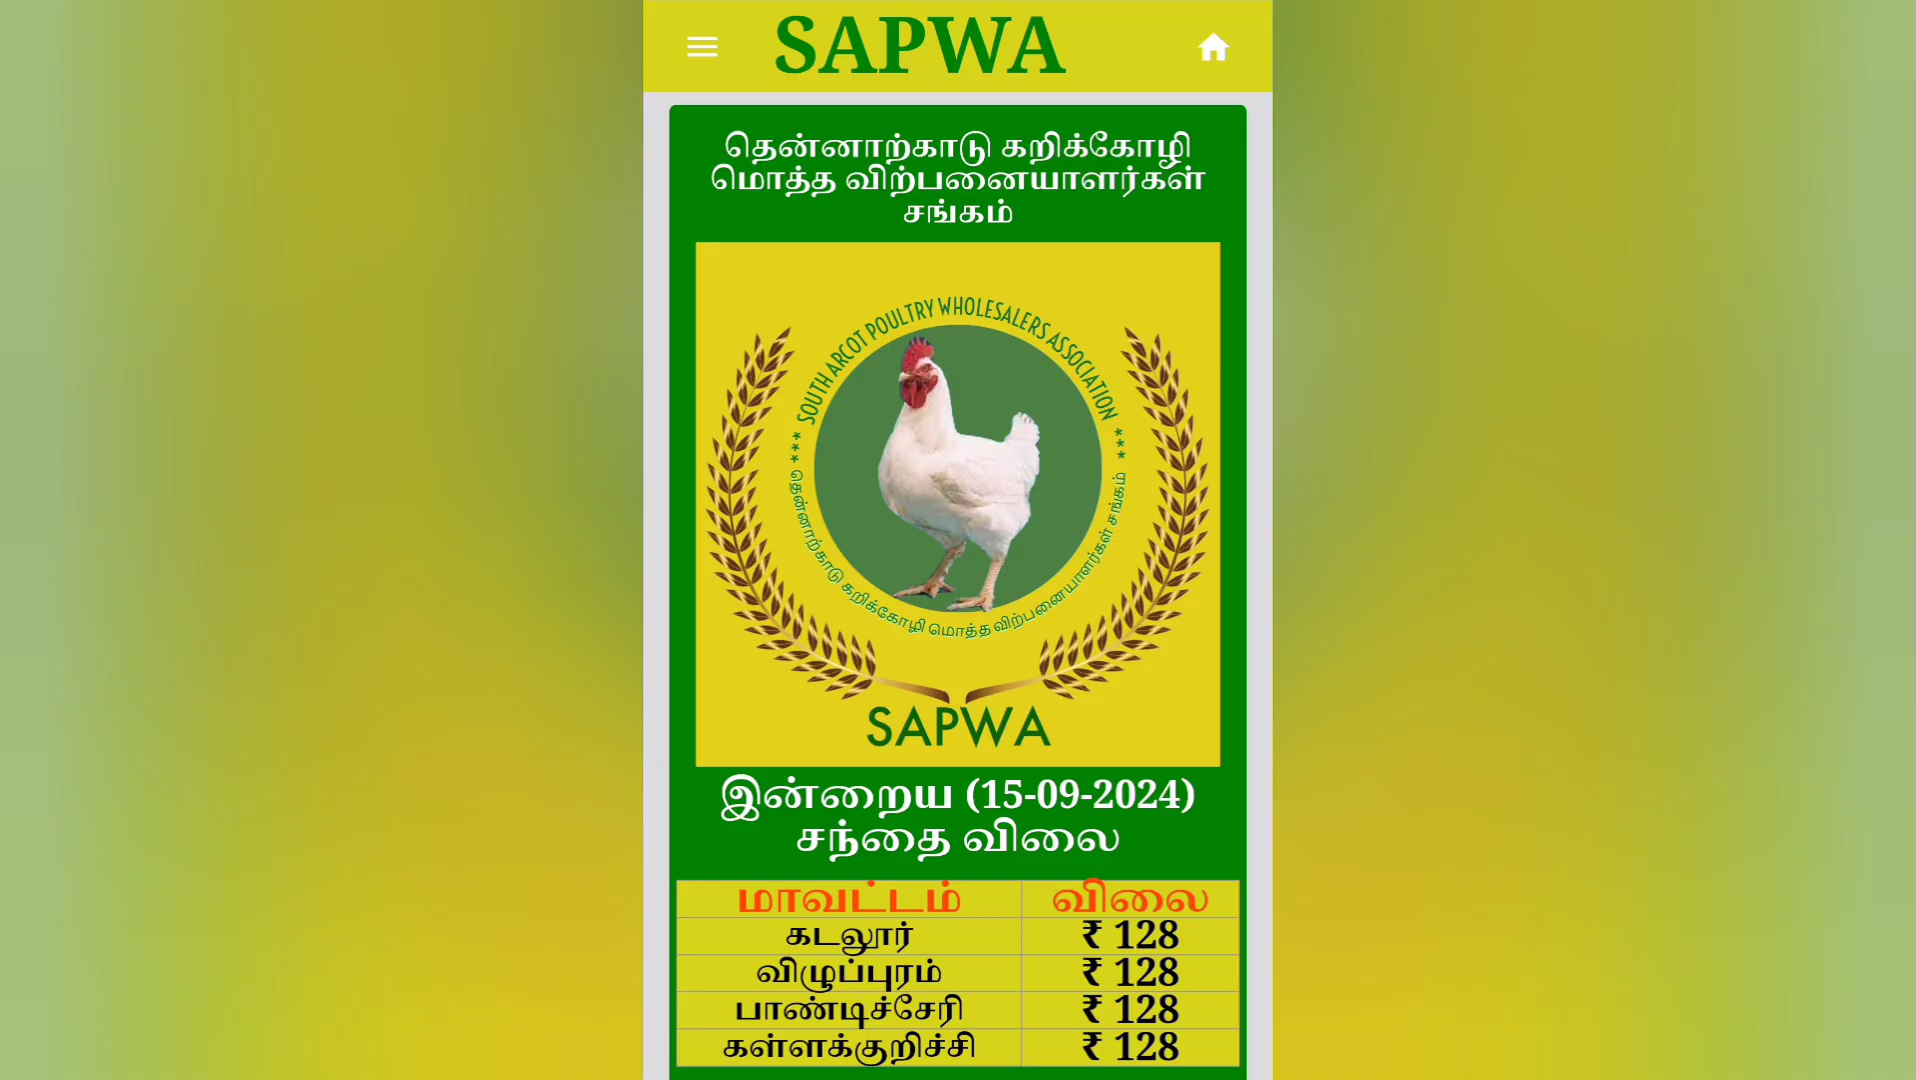 SAPWA
தென்னாற்காடு கறிக்கோழி
மொத்த விற்பனையாளர்கள்
சங்கம்
*** SOUTH ARCOT POULTRY WHOLESALERS ASSOCIATION ***
தென்னாற்காடு கறிக்கோழி மொத்த விற்பனையாளர்கள் சங்கம்
SAPWA
இன்றைய (15-09-2024)
சந்தை விலை
மாவட்டம் விலை
கடலூர் ₹ 128
விழுப்புரம் ₹ 128
பாண்டிச்சேரி ₹ 128
கள்ளக்குறிச்சி ₹ 128